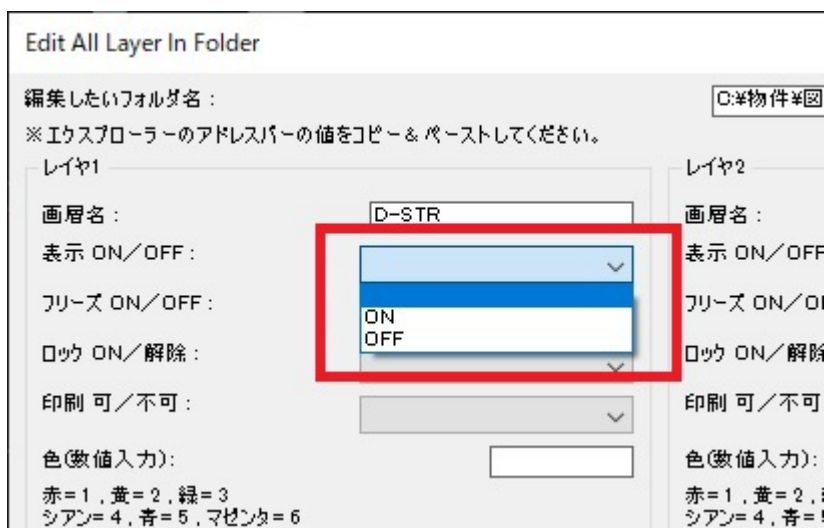 Edit All Layer In Folder
編集したいフォルダ名 :
C:¥物件¥図
※エクスプローラーのアドレスバーの値をコピー & ペーストしてください。
レイヤ1
画層名 :
D-STR
表示 ON/OFF :
ON
OFF
フリーズ ON/OFF :
ロック ON/解除 :
印刷 可/不可 :
色(数値入力):
赤=1 , 黄=2 , 緑=3
シアン=4 , 青=5 , マゼンタ=6
レイヤ2
画層名 :
表示 ON/OFF
フリーズ ON/O
ロック ON/解除
印刷 可/不可
色(数値入力):
赤=1 , 黄=2 ,
シアン=4 , 青=